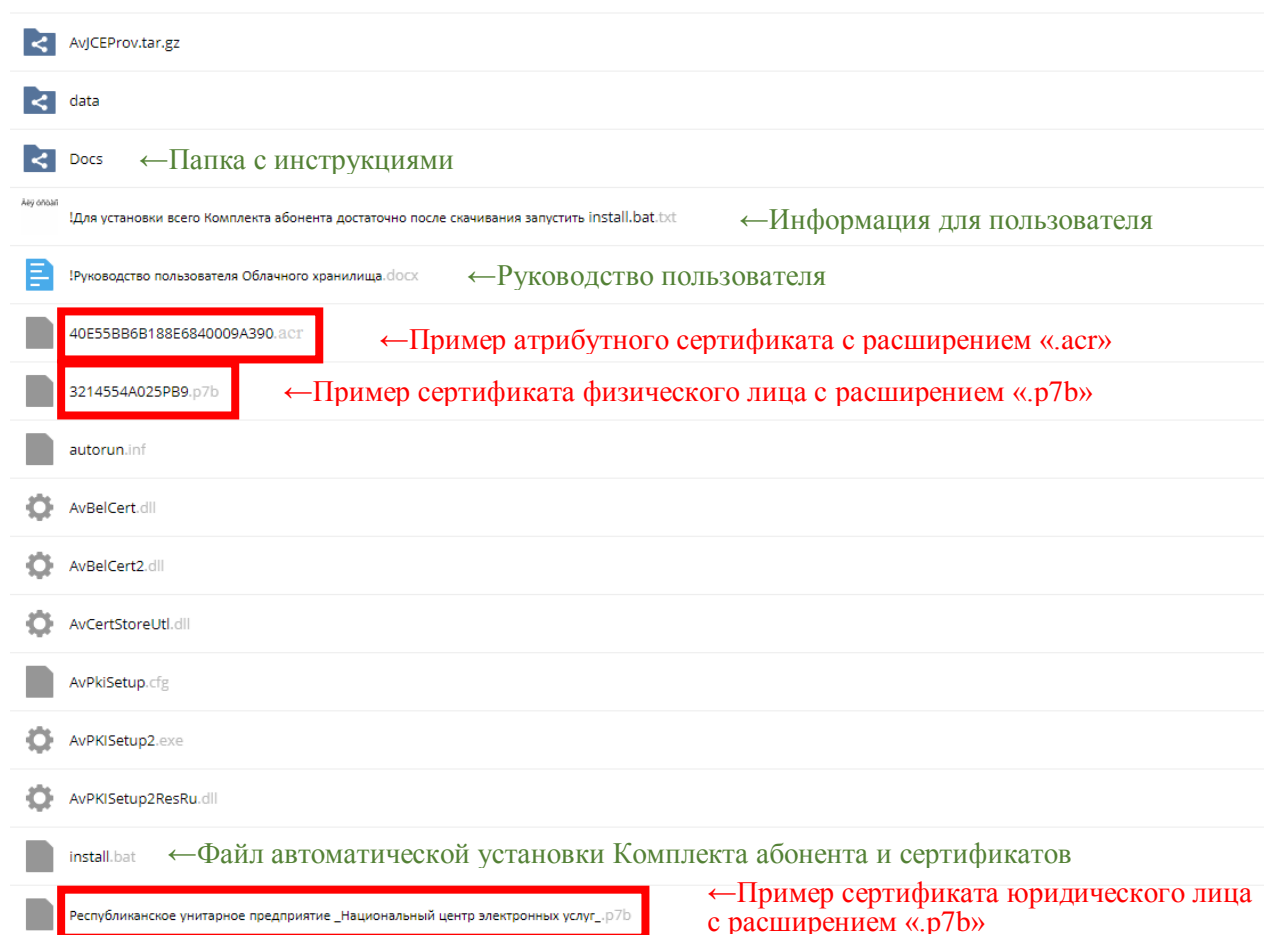 AvJCEProv.tar.gz
data
Docs ←Папка с инструкциями
!Для установки всего Комплекта абонента достаточно после скачивания запустить install.bat.txt ←Информация для пользователя
!Руководство пользователя Облачного хранилища.docx ←Руководство пользователя
40E55BB6B188E6840009A390.acr ←Пример атрибутного сертификата с расширением «.acr»
3214554A025PB9.p7b ←Пример сертификата физического лица с расширением «.p7b»
autorun.inf
AvBelCert.dll
AvBelCert2.dll
AvCertStoreUtl.dll
AvPkiSetup.cfg
AvPKISetup2.exe
AvPKISetup2ResRu.dll
install.bat ←Файл автоматической установки Комплекта абонента и сертификатов
Республиканское унитарное предприятие _Национальный центр электронных услуг_.p7b ←Пример сертификата юридического лица
с расширением «.p7b»